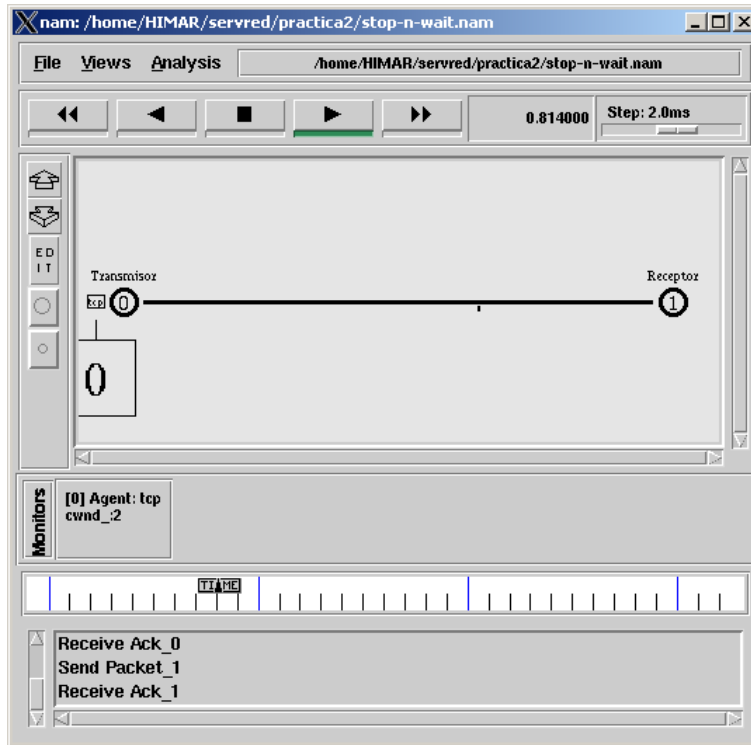 nam: /home/HIMAR/servred/practica2/stop-n-wait.nam
File Views Analysis /home/HIMAR/servred/practica2/stop-n-wait.nam
0.814000 Step: 2.0ms
E D
I T
Transmisor
Receptor
tcp 0
1
0
Monitors
[0] Agent: tcp
cwnd_:2
TIME
Receive Ack_0
Send Packet_1
Receive Ack_1